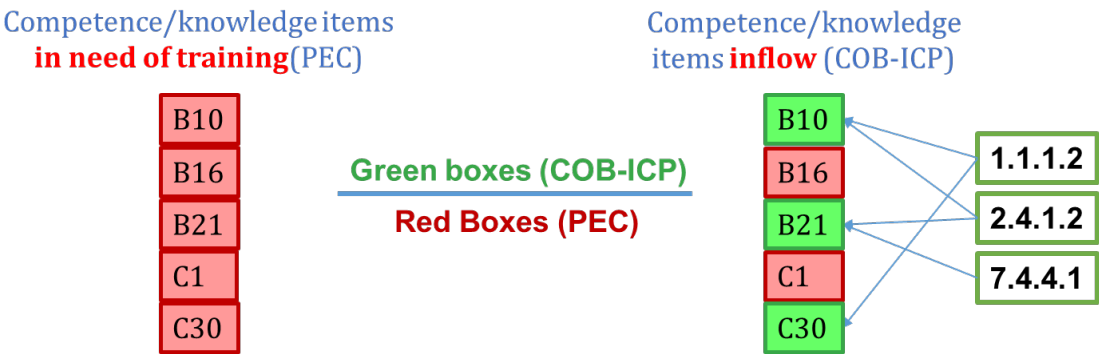 Competence/knowledge items
in need of training(PEC)
B10
B16
B21
C1
C30
Green boxes (COB-ICP)
Red Boxes (PEC)
Competence/knowledge
items inflow (COB-ICP)
B10
B16
B21
C1
C30
1.1.1.2
2.4.1.2
7.4.4.1